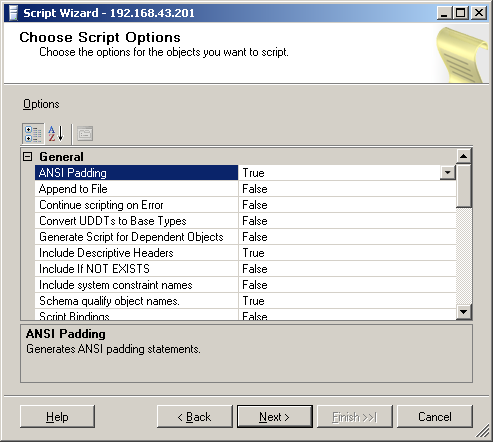 Script Wizard - 192.168.43.201
Choose Script Options
Choose the options for the objects you want to script.
Options
General
ANSI Padding True
Append to File False
Continue scripting on Error False
Convert UDDTs to Base Types False
Generate Script for Dependent Objects False
Include Descriptive Headers True
Include If NOT EXISTS False
Include system constraint names False
Schema qualify object names. True
Script Bindings False
ANSI Padding
Generates ANSI padding statements.
Help < Back Next > Finish >>| Cancel